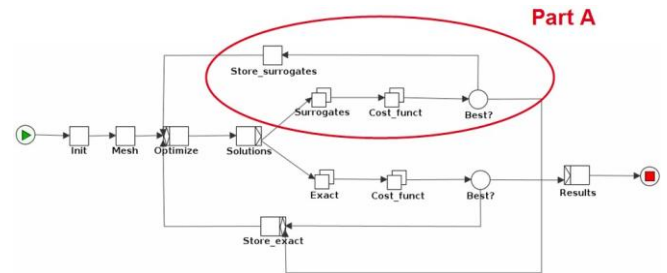 Part A
Store_surrogates
Surrogates
Cost_funct
Best?
Init
Mesh
Optimize
Solutions
Exact
Cost_funct
Best?
Results
Store_exact